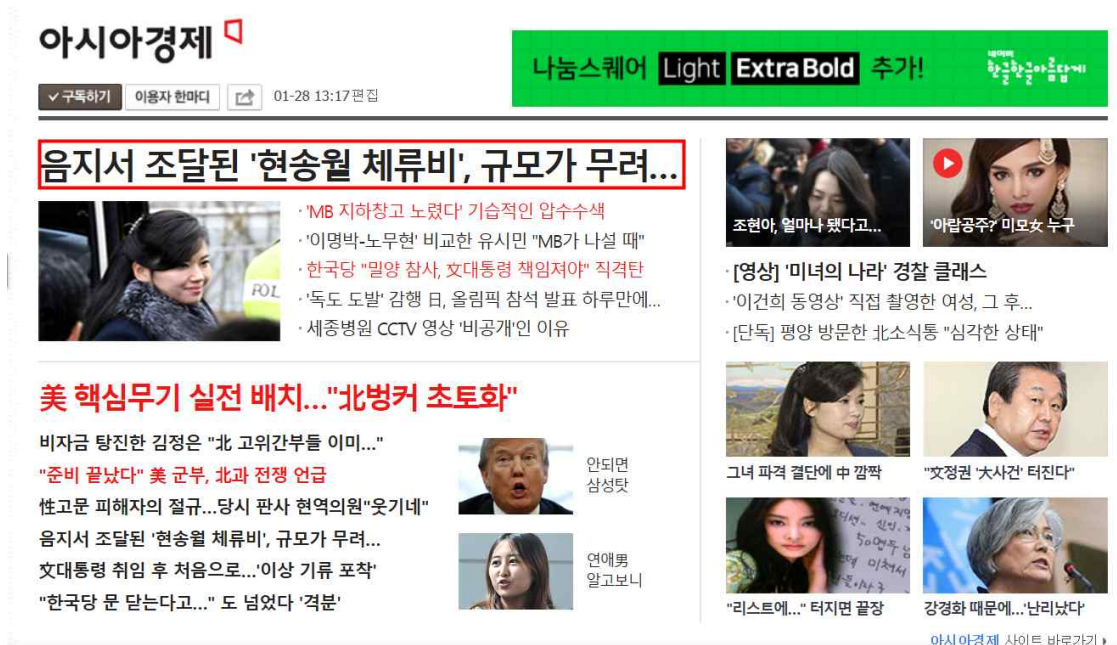 아시아경제
구독하기 이용자 한마디 01-28 13:17 편집
나눔스퀘어 Light ExtraBold 추가!
네이버
한글한글아름답게
음지서 조달된 '현송월 체류비', 규모가 무려...
·'MB 지하창고 노렸다' 기습적인 압수수색
·'이명박-노무현' 비교한 유시민 "MB가 나설 때"
·한국당 "밀양 참사, 文대통령 책임져야" 직격탄
·'독도 도발' 감행 日, 올림픽 참석 발표 하루만에...
·세종병원 CCTV 영상 '비공개'인 이유
POL
美 핵심무기 실전 배치..."北벙커 초토화"
비자금 탕진한 김정은 "北 고위간부들 이미..."
"준비 끝났다" 美 군부, 北과 전쟁 언급
性고문 피해자의 절규...당시 판사 현역의원"웃기네"
음지서 조달된 '현송월 체류비', 규모가 무려...
文대통령 취임 후 처음으로...'이상 기류 포착'
"한국당 문 닫는다고..." 도 넘었다 '격분'
안되면
삼성탓
연애男
알고보니
조현아, 얼마나 됐다고...
'아랍공주?' 미모女 누구
·[영상] '미녀의 나라' 경찰 클래스
·'이건희 동영상' 직접 촬영한 여성, 그 후...
·[단독] 평양 방문한 北소식통 "심각한 상태"
그녀 파격 결단에 中 깜짝
"文정권 '大사건' 터진다"
"리스트에..." 터지면 끝장
강경화 때문에...'난리났다'
아시아경제 사이트 바로가기